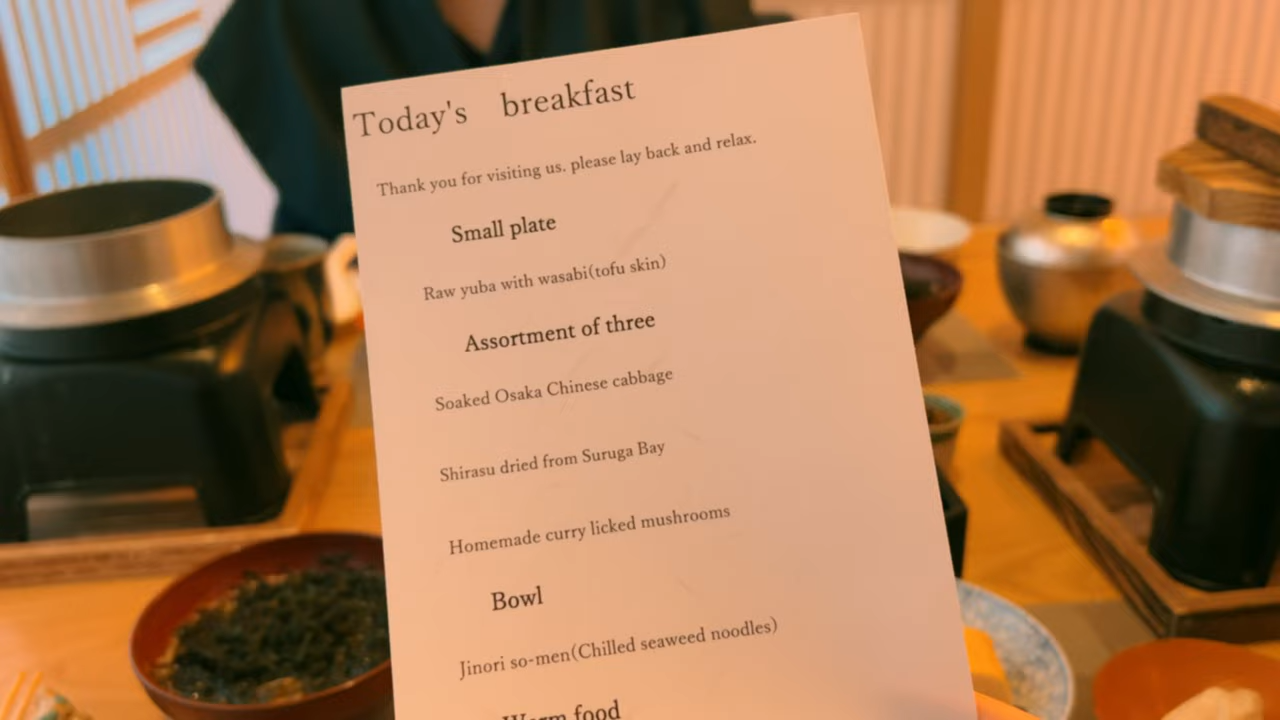 Today's breakfast
Thank you for visiting us. please lay back and relax.
Small plate
Raw yuba with wasabi(tofu skin)
Assortment of three
Soaked Osaka Chinese cabbage
Shirasu dried from Suruga Bay
Homemade curry licked mushrooms
Bowl
Jinori so-men(Chilled seaweed noodles)
Warm food